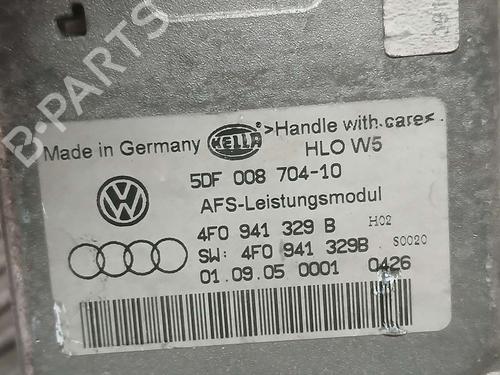 B-PARTS
Made in Germany HELLA >Handle with care<
HLO W5
5DF 008 704-10
AFS-Leistungsmodul
4F0 941 329 B H02
SW: 4F0 941 329B S0020
01.09.05 0001 0426